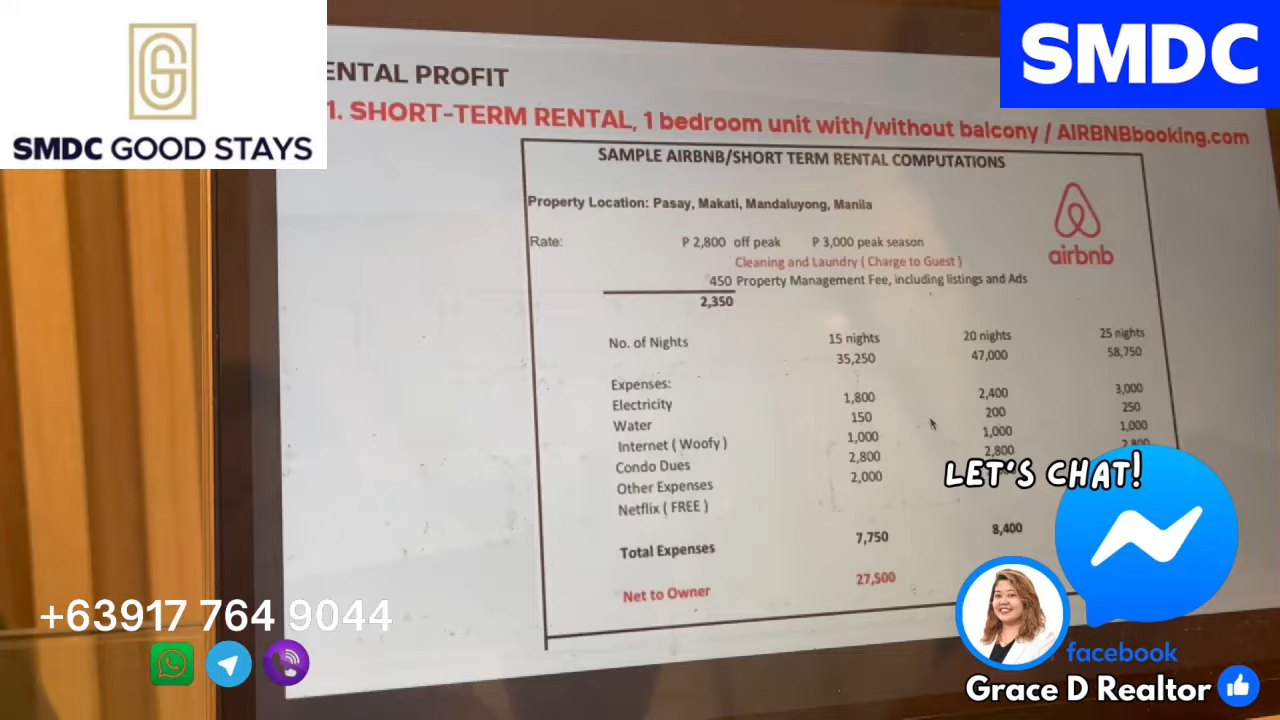 SMDC GOOD STAYS
SMDC
ENTAL PROFIT
1. SHORT-TERM RENTAL, 1 bedroom unit with/without balcony / AIRBNBbooking.com
SAMPLE AIRBNB/SHORT TERM RENTAL COMPUTATIONS
Property Location: Pasay, Makati, Mandaluyong, Manila
airbnb
Rate: P 2,800 off peak P 3,000 peak season
Cleaning and Laundry ( Charge to Guest )
450 Property Management Fee, including listings and Ads
2,350
No. of Nights 15 nights 20 nights 25 nights
35,250 47,000 58,750
Expenses:
Electricity 1,800 2,400 3,000
Water 150 200 250
Internet ( Woofy ) 1,000 1,000 1,000
Condo Dues 2,800 2,800 2,800
Other Expenses 2,000
Netflix ( FREE )
Total Expenses 7,750 8,400
Net to Owner 27,500
LET'S CHAT!
+63917 764 9044
facebook
Grace D Realtor